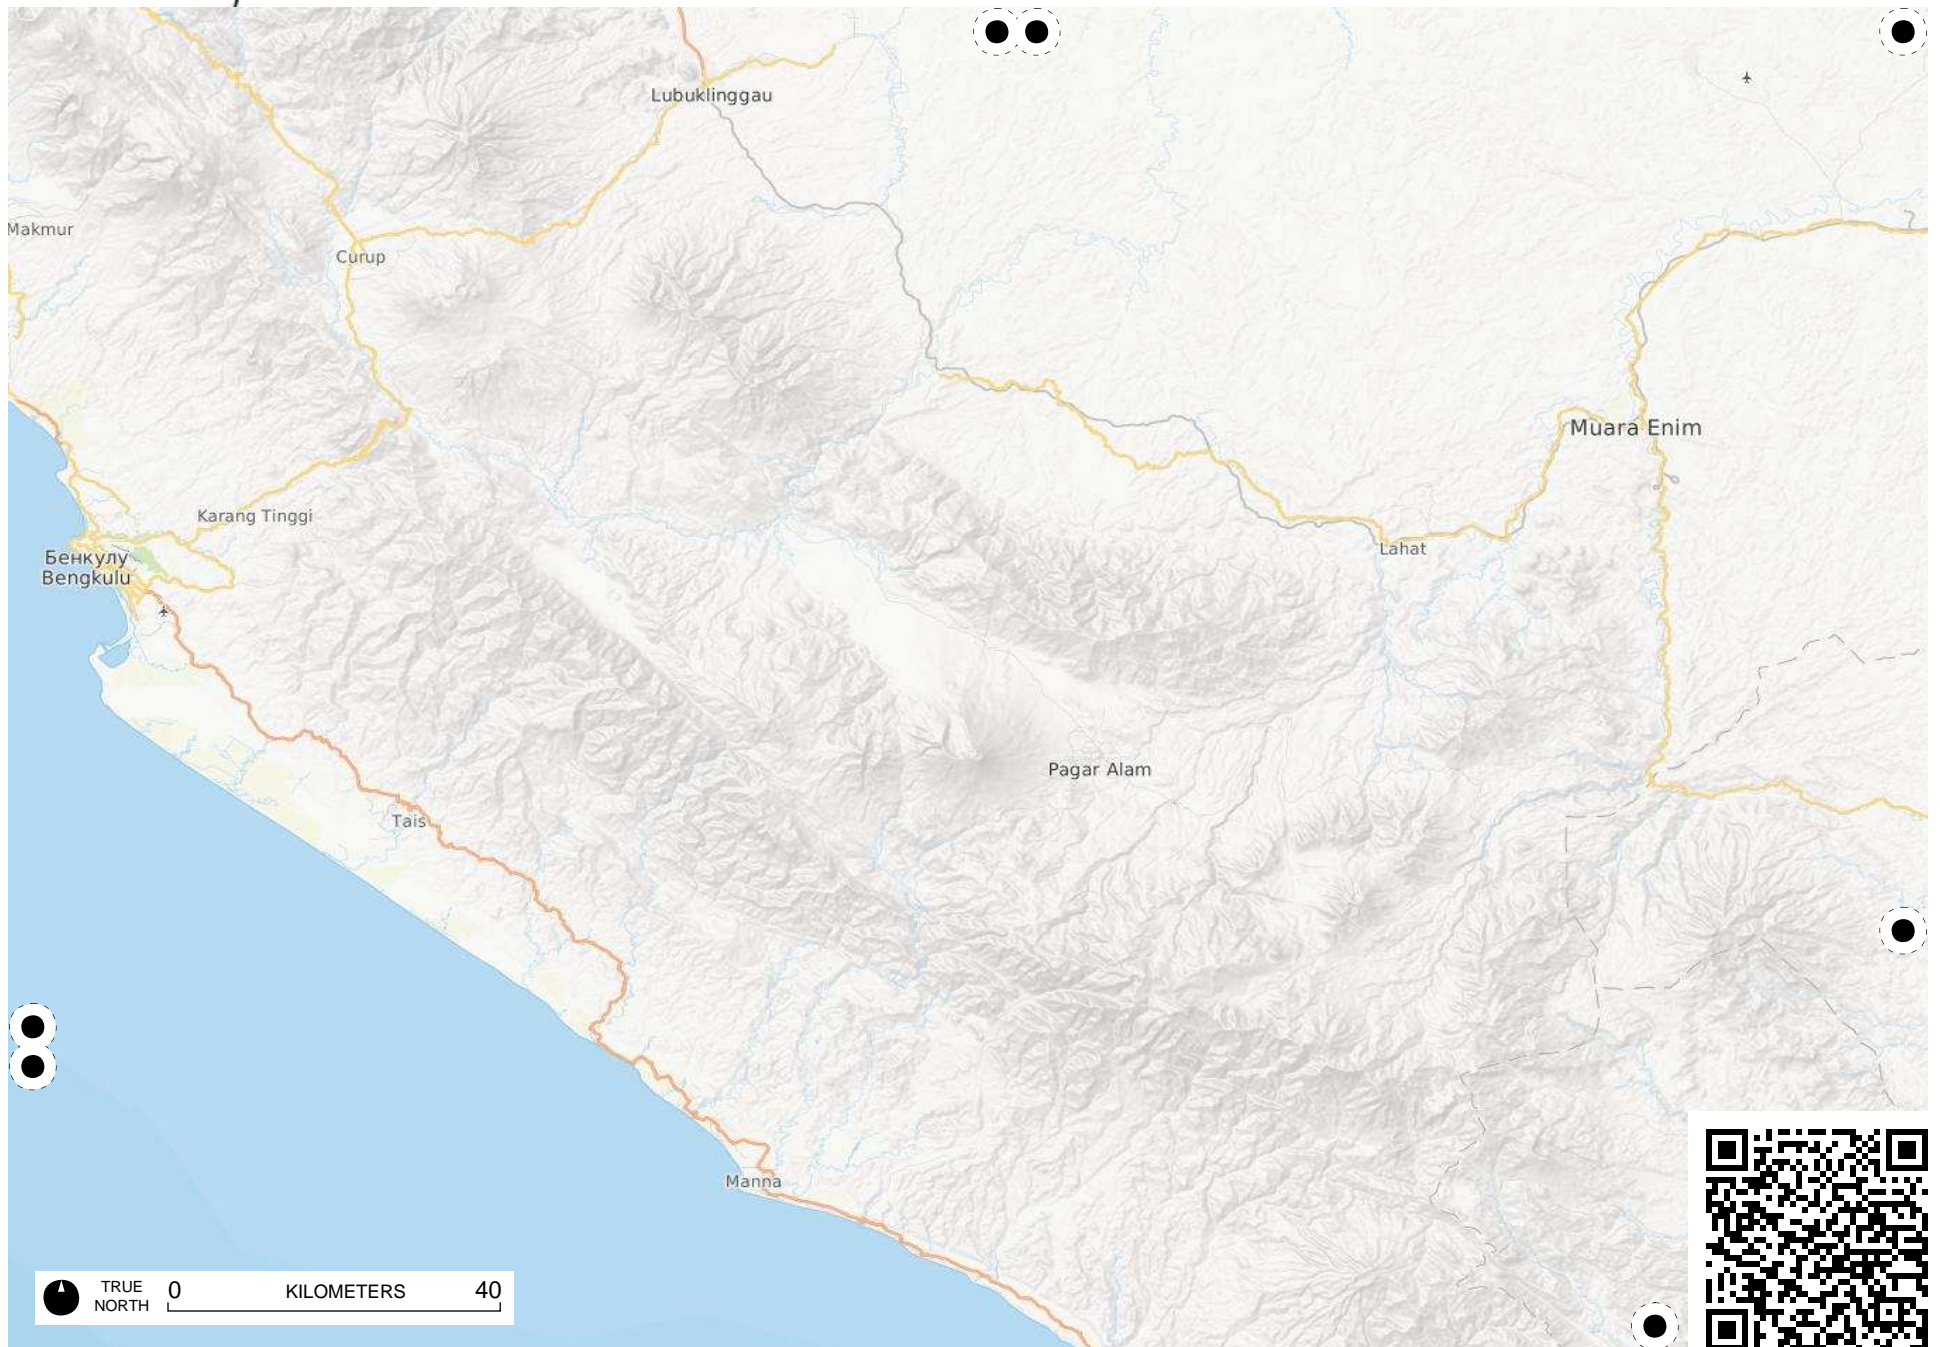 Lubuklinggau
Makmur
Curup
Muara Enim
Karang Tinggi
Lahat
Бенкулу
Bengkulu
Pagar Alam
Tais
Manna
TRUE
NORTH
0
KILOMETERS
40